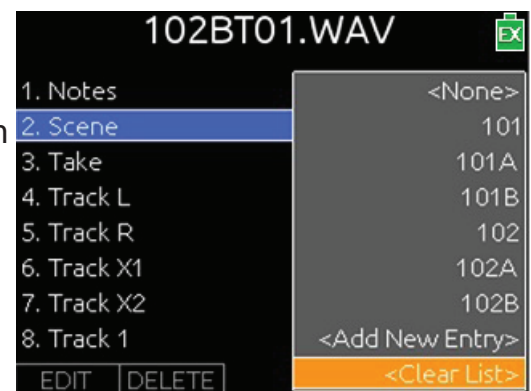 102BT01.WAV EX
1. Notes <None>
n 2. Scene 101
3. Take 101A
4. Track L 101B
5. Track R 102
6. Track X1 102A
7. Track X2 102B
8. Track 1 <Add New Entry>
EDIT DELETE <Clear List>